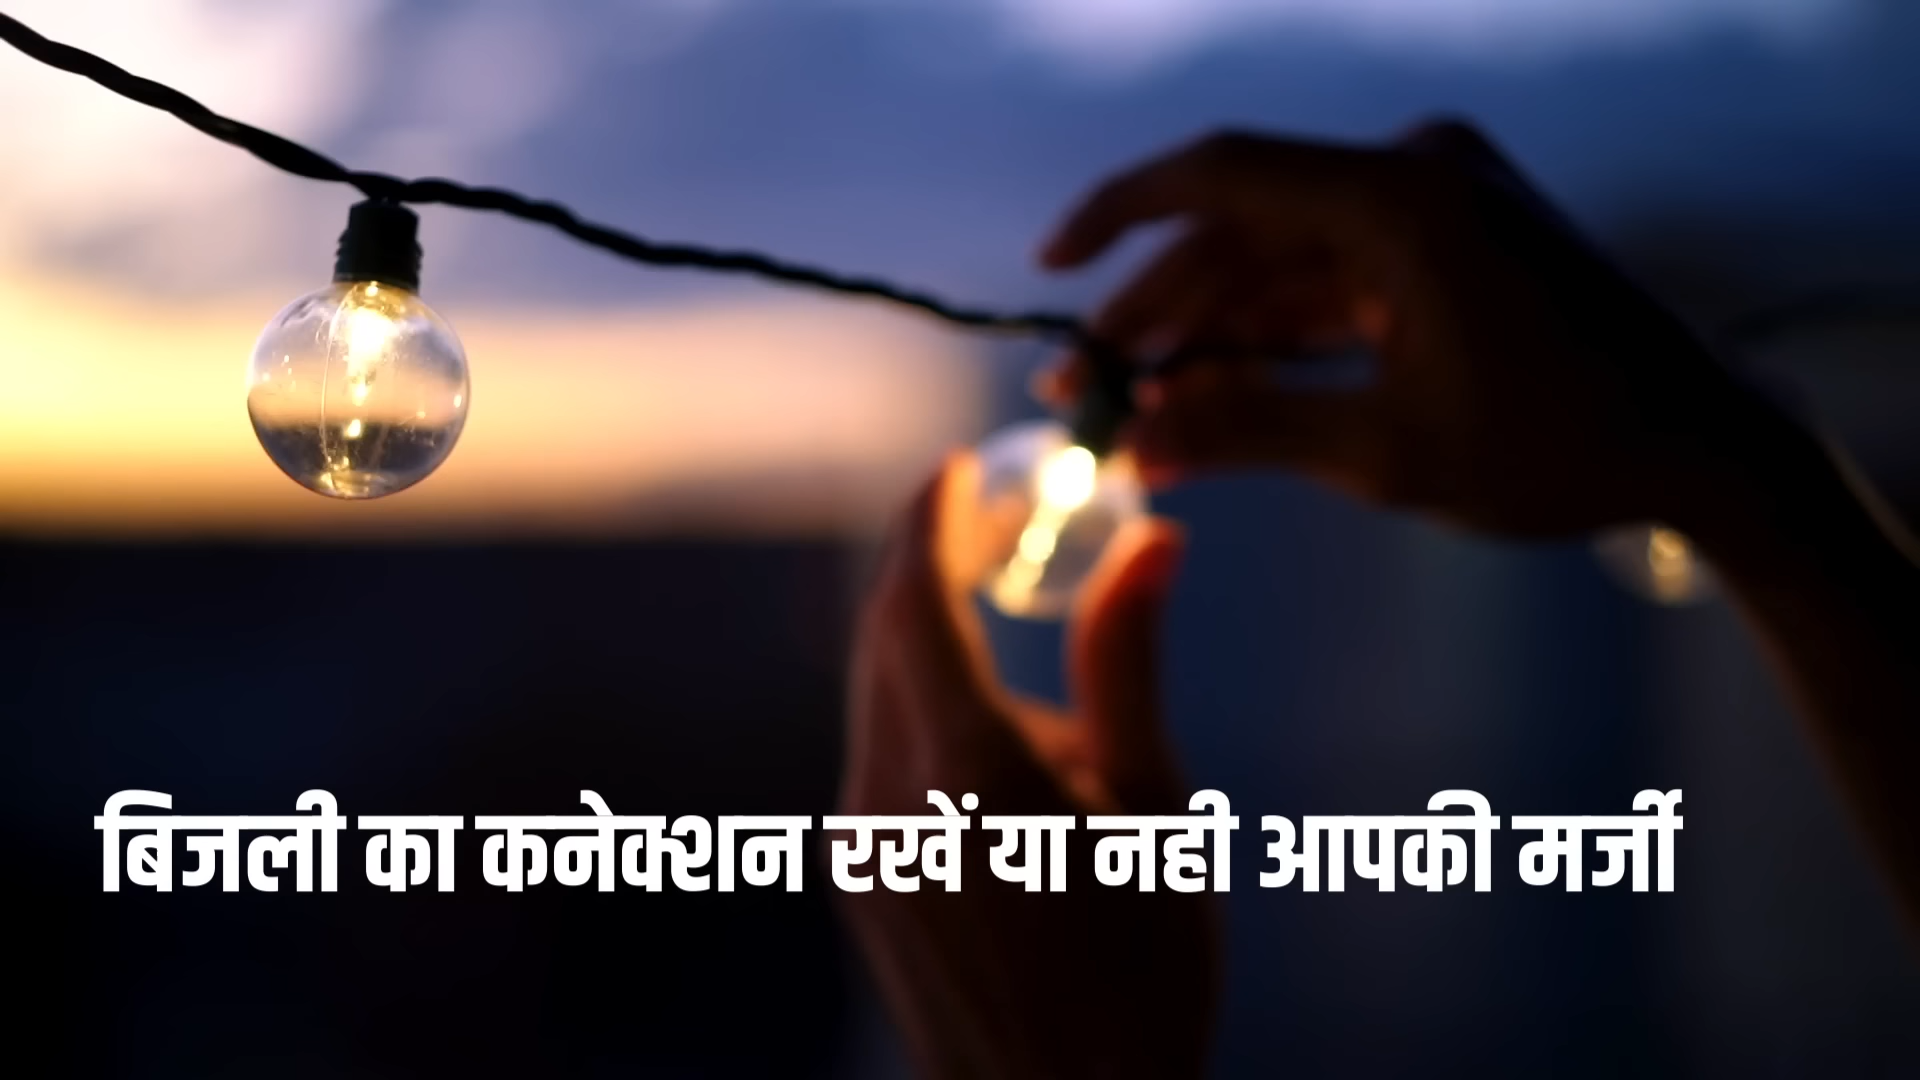 बिजली का कनेक्शन रखें या नही आपकी मर्जी